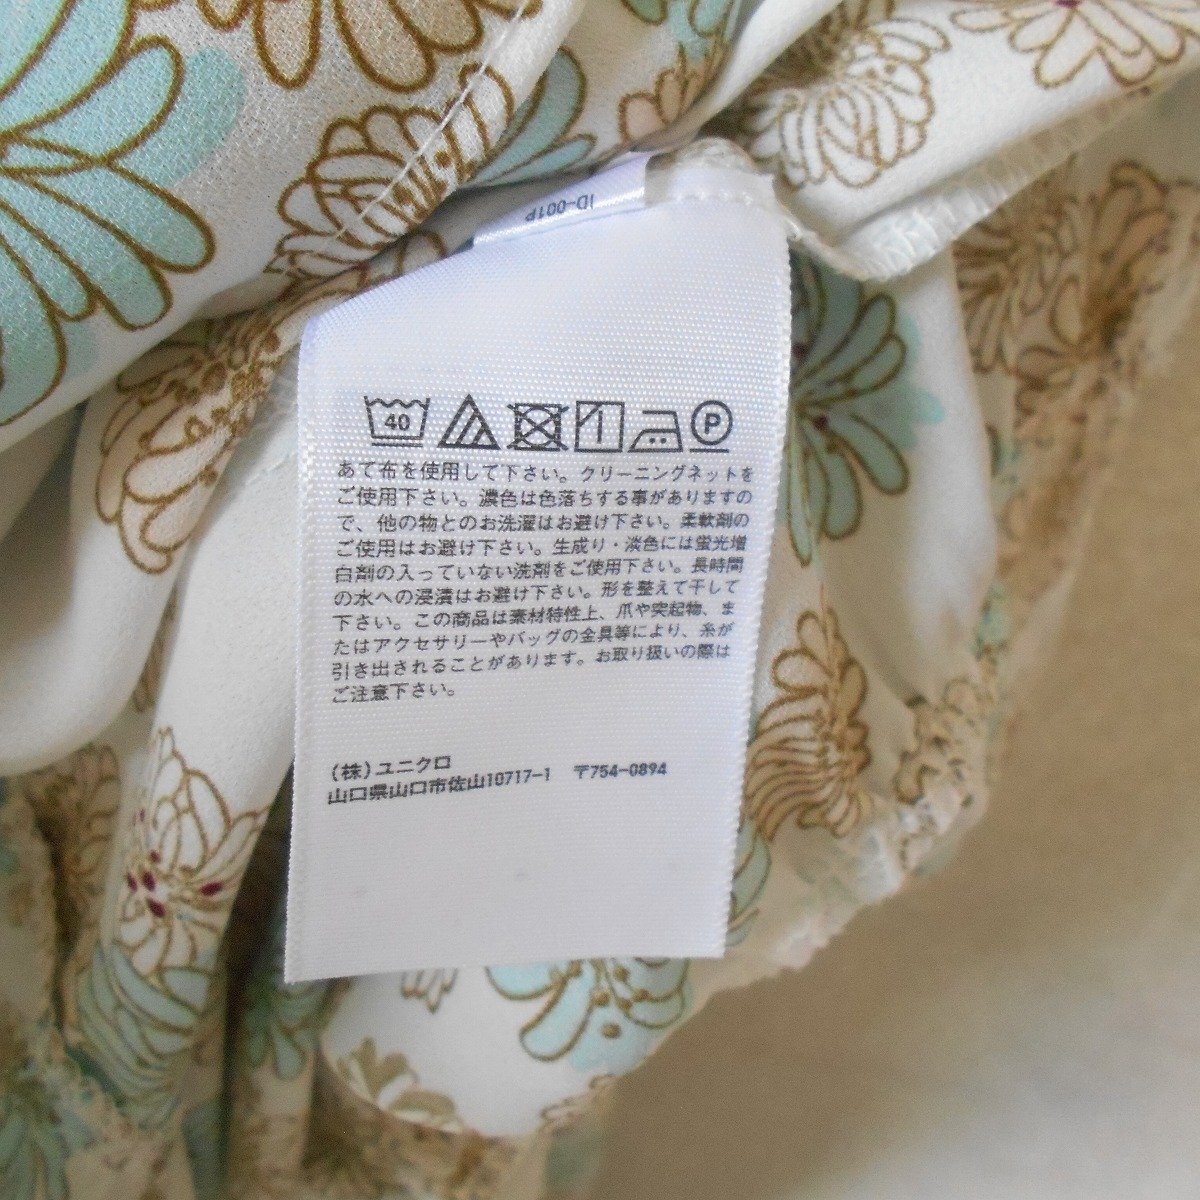 ID-001P
40
P
あて布を使用して下さい。クリーニングネットを
ご使用下さい。濃色は色落ちする事がありますの
で、他の物とのお洗濯はお避け下さい。柔軟剤の
ご使用はお避け下さい。生成り・淡色には蛍光増
白剤の入っていない洗剤をご使用下さい。長時間
の水への浸漬はお避け下さい。形を整えて干して
下さい。この商品は素材特性上、爪や突起物、ま
たはアクセサリーやバッグの金具等により、糸が
引き出されることがあります。お取り扱いの際は
ご注意下さい。
(株)ユニクロ
山口県山口市佐山10717-1 〒754-0894